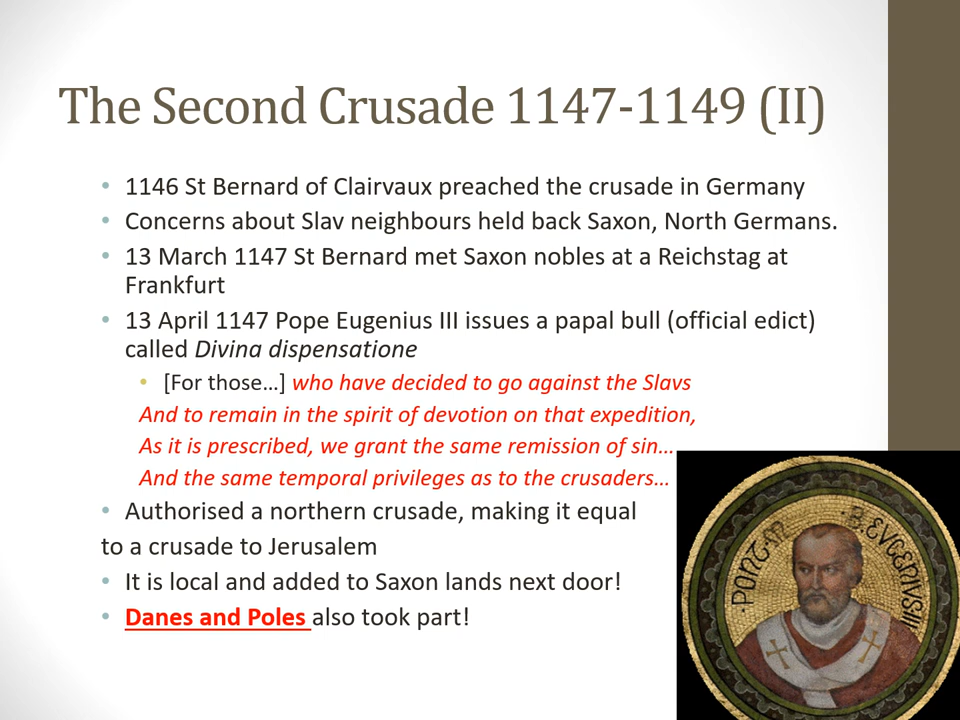 The Second Crusade 1147-1149 (II)
• 1146 St Bernard of Clairvaux preached the crusade in Germany
• Concerns about Slav neighbours held back Saxon, North Germans.
• 13 March 1147 St Bernard met Saxon nobles at a Reichstag at
Frankfurt
• 13 April 1147 Pope Eugenius III issues a papal bull (official edict)
called Divina dispensatione
• [For those…] who have decided to go against the Slavs
And to remain in the spirit of devotion on that expedition,
As it is prescribed, we grant the same remission of sin…
And the same temporal privileges as to the crusaders…
• Authorised a northern crusade, making it equal
to a crusade to Jerusalem
• It is local and added to Saxon lands next door!
• Danes and Poles also took part!
PONT·M
·B·EVGENIVS·III